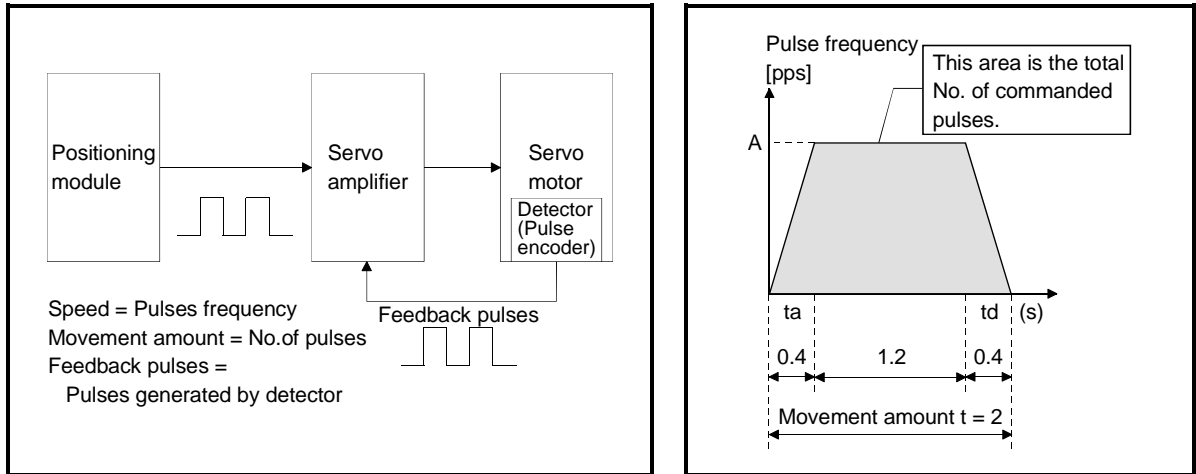 Positioning
module
Servo
amplifier
Servo
motor
Detector
(Pulse
encoder)
Speed = Pulses frequency
Movement amount = No.of pulses
Feedback pulses =
Pulses generated by detector
Feedback pulses
Pulse frequency
[pps]
This area is the total
No. of commanded
pulses.
A
ta
td
(s)
0.4
1.2
0.4
Movement amount t = 2